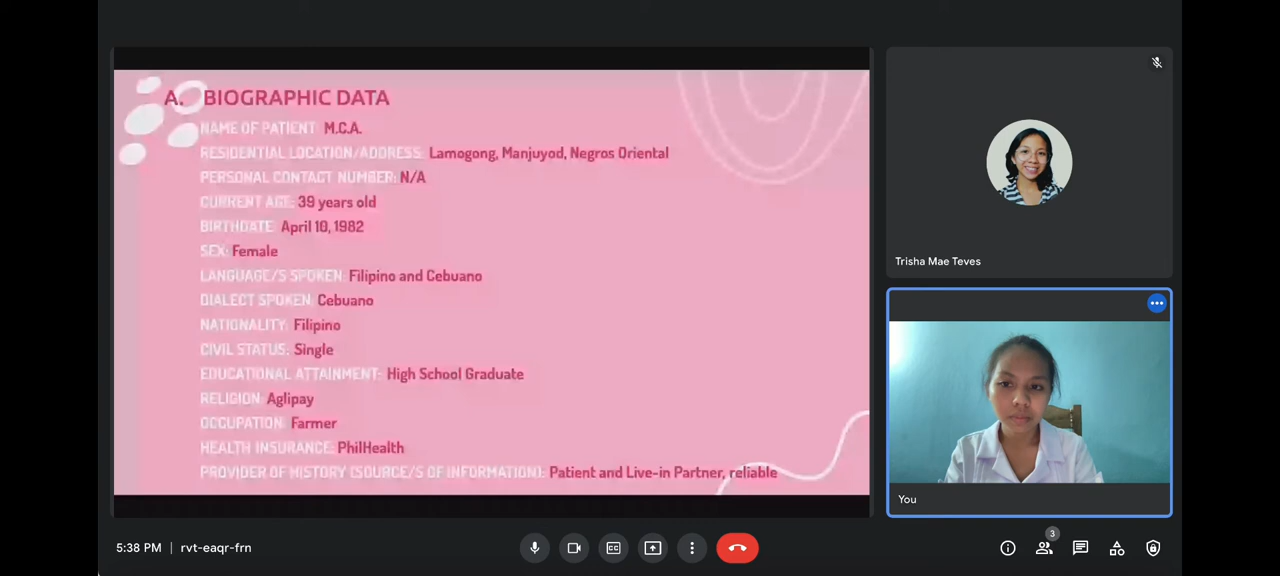 A. BIOGRAPHIC DATA
NAME OF PATIENT: M.C.A.
RESIDENTIAL LOCATION/ADDRESS: Lamogong, Manjuyod, Negros Oriental
PERSONAL CONTACT NUMBER: N/A
CURRENT AGE: 39 years old
BIRTHDATE: April 10, 1982
SEX: Female
LANGUAGE/S SPOKEN: Filipino and Cebuano
DIALECT SPOKEN: Cebuano
NATIONALITY: Filipino
CIVIL STATUS: Single
EDUCATIONAL ATTAINMENT: High School Graduate
RELIGION: Aglipay
OCCUPATION: Farmer
HEALTH INSURANCE: PhilHealth
PROVIDER OF HISTORY (SOURCE/S OF INFORMATION): Patient and Live-in Partner, reliable
Trisha Mae Teves
You
5:38 PM | rvt-eaqr-frn
CC
3